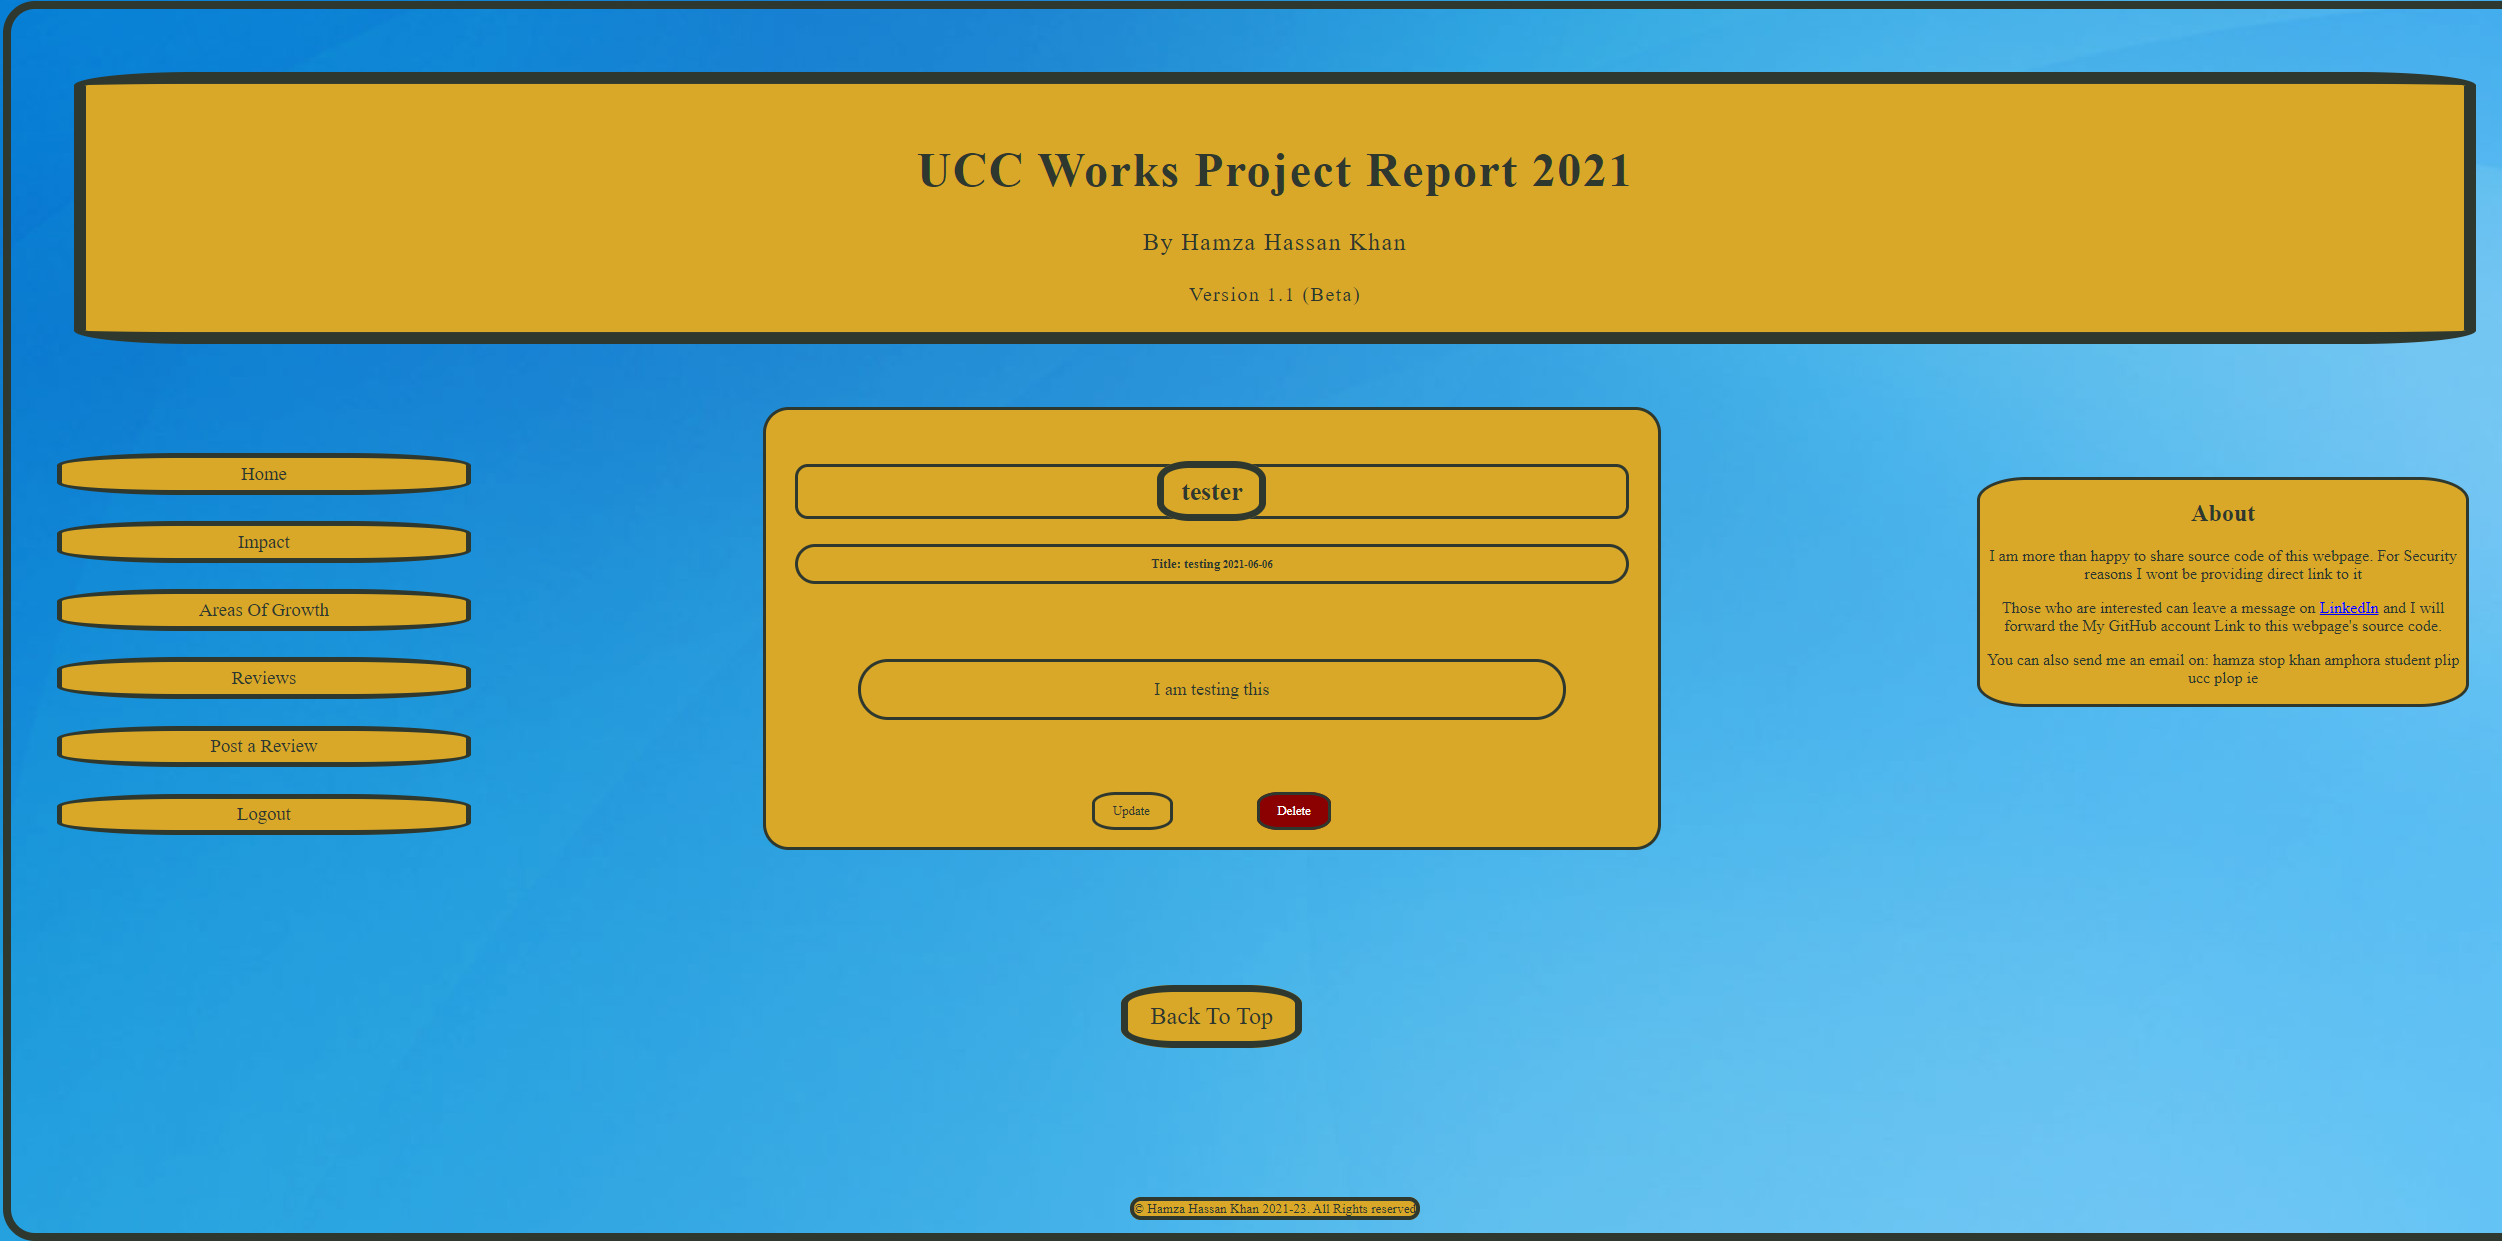 UCC Works Project Report 2021
By Hamza Hassan Khan
Version 1.1 (Beta)
Home
Impact
Areas Of Growth
Reviews
Post a Review
Logout
tester
Title: testing 2021-06-06
I am testing this
Update
Delete
About
I am more than happy to share source code of this webpage. For Security
reasons I wont be providing direct link to it
Those who are interested can leave a message on LinkedIn and I will
forward the My GitHub account Link to this webpage's source code.
You can also send me an email on: hamza stop khan amphora student plip
ucc plop ie
Back To Top
© Hamza Hassan Khan 2021-23. All Rights reserved